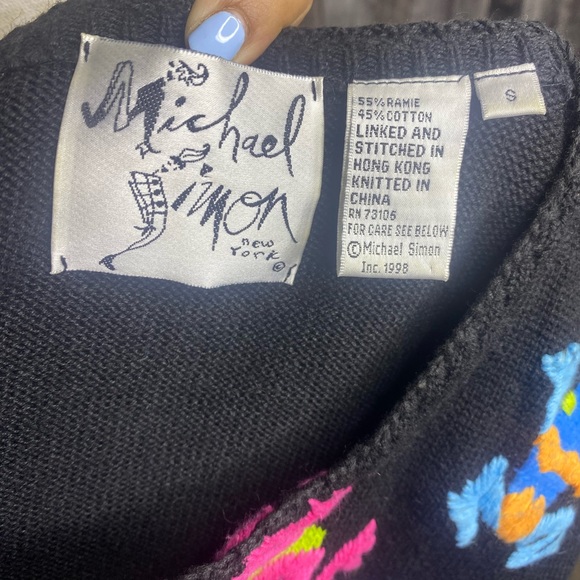 Michael
Simon
new
York
©
55% RAMIE
45% COTTON
LINKED AND
STITCHED IN
HONG KONG
KNITTED IN
CHINA
RN 73106
FOR CARE SEE BELOW
©Michael Simon
Inc. 1998
S